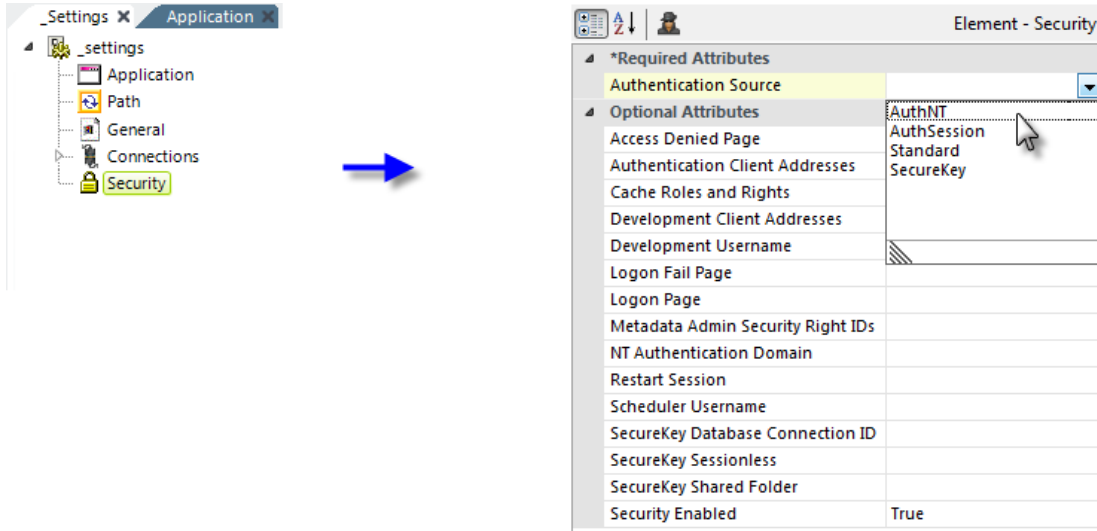 _Settings Application
_settings
Application
Path
General
Connections
Security
Element - Security
*Required Attributes
Authentication Source
Optional Attributes
AuthNT
Access Denied Page
AuthSession
Standard
Authentication Client Addresses
SecureKey
Cache Roles and Rights
Development Client Addresses
Development Username
Logon Fail Page
Logon Page
Metadata Admin Security Right IDs
NT Authentication Domain
Restart Session
Scheduler Username
SecureKey Database Connection ID
SecureKey Sessionless
SecureKey Shared Folder
Security Enabled True